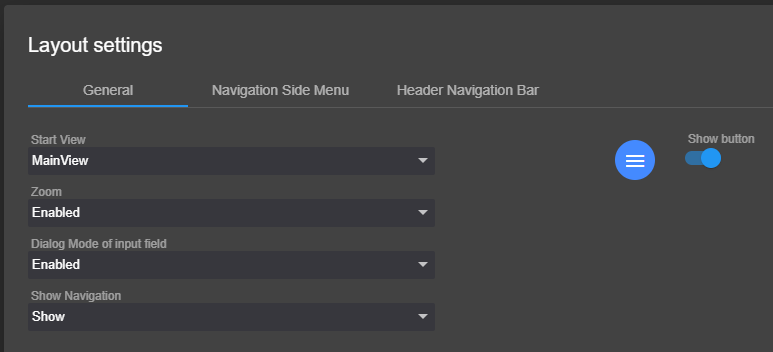 Layout settings
General Navigation Side Menu Header Navigation Bar
Start View
MainView
Show button
Zoom
Enabled
Dialog Mode of input field
Enabled
Show Navigation
Show